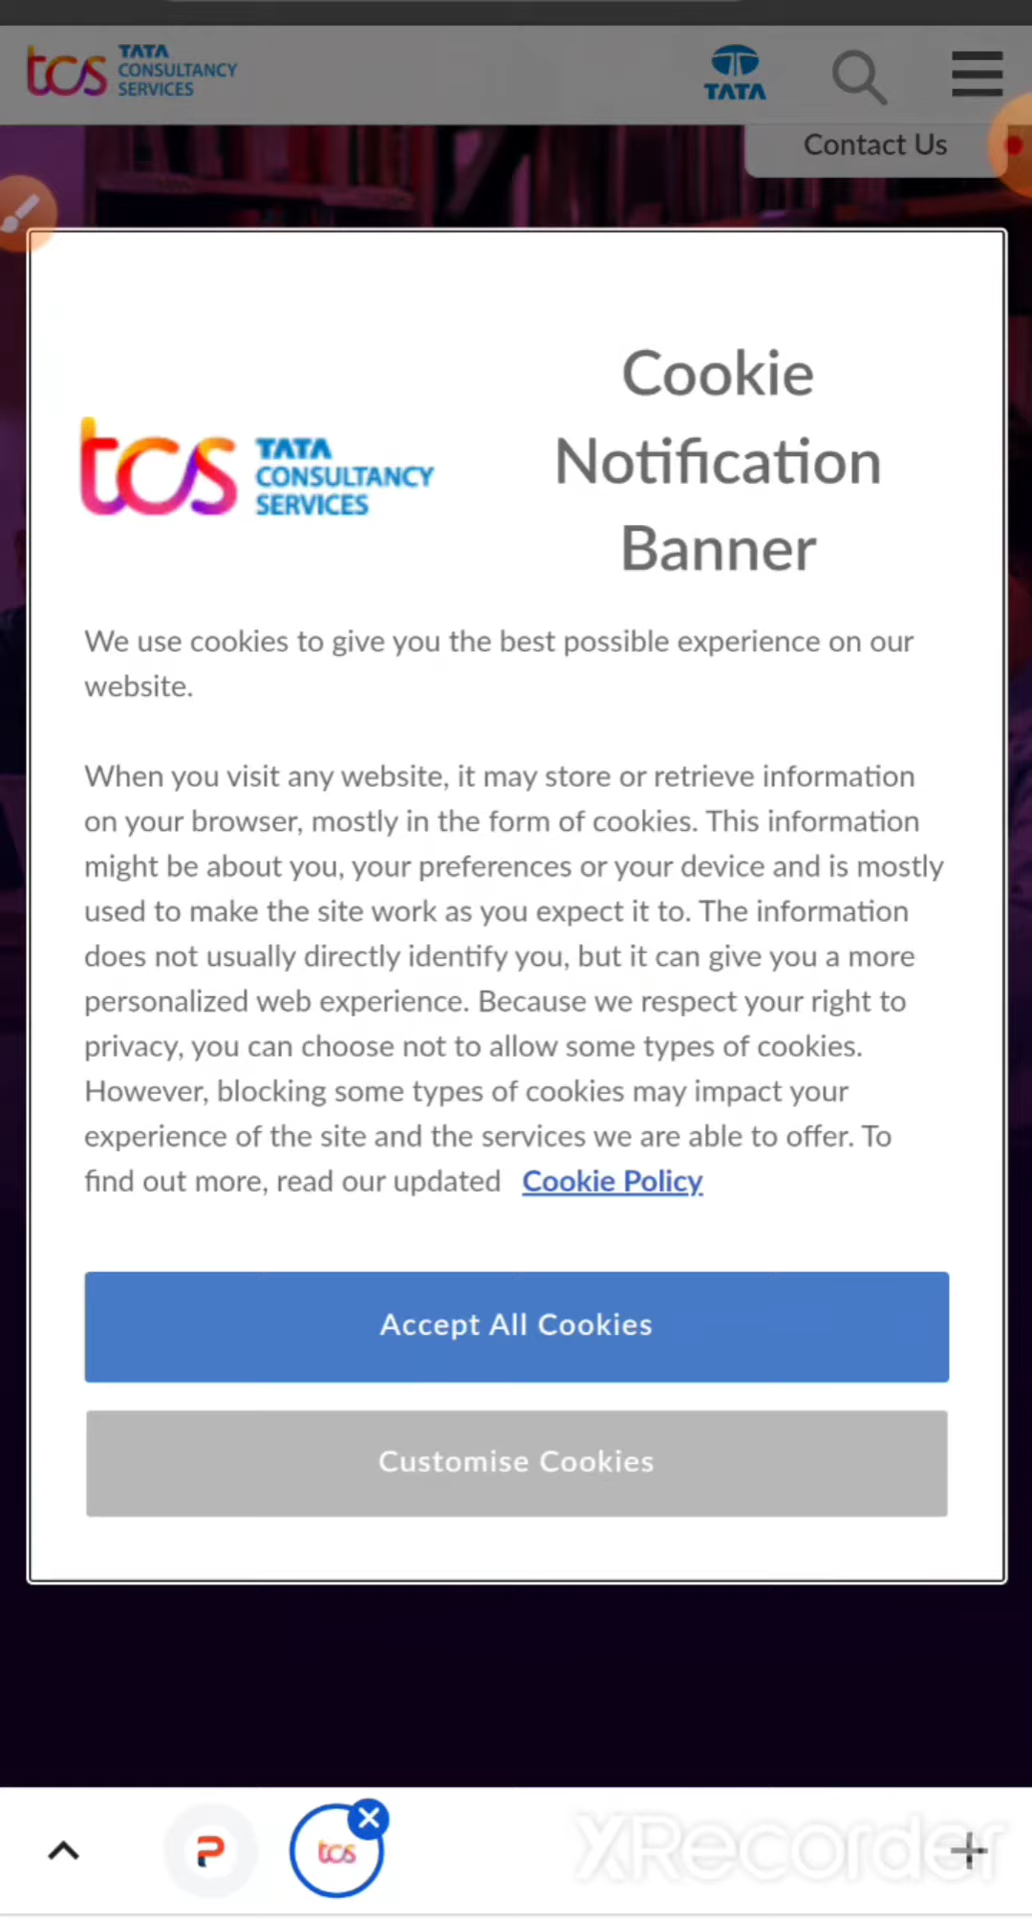 tcs TATA
CONSULTANCY
SERVICES
TATA
Contact Us
Cookie
Notification
Banner
tcs TATA
CONSULTANCY
SERVICES
We use cookies to give you the best possible experience on our
website.
When you visit any website, it may store or retrieve information
on your browser, mostly in the form of cookies. This information
might be about you, your preferences or your device and is mostly
used to make the site work as you expect it to. The information
does not usually directly identify you, but it can give you a more
personalized web experience. Because we respect your right to
privacy, you can choose not to allow some types of cookies.
However, blocking some types of cookies may impact your
experience of the site and the services we are able to offer. To
find out more, read our updated Cookie Policy
Accept All Cookies
Customise Cookies
tcs
XRecorder